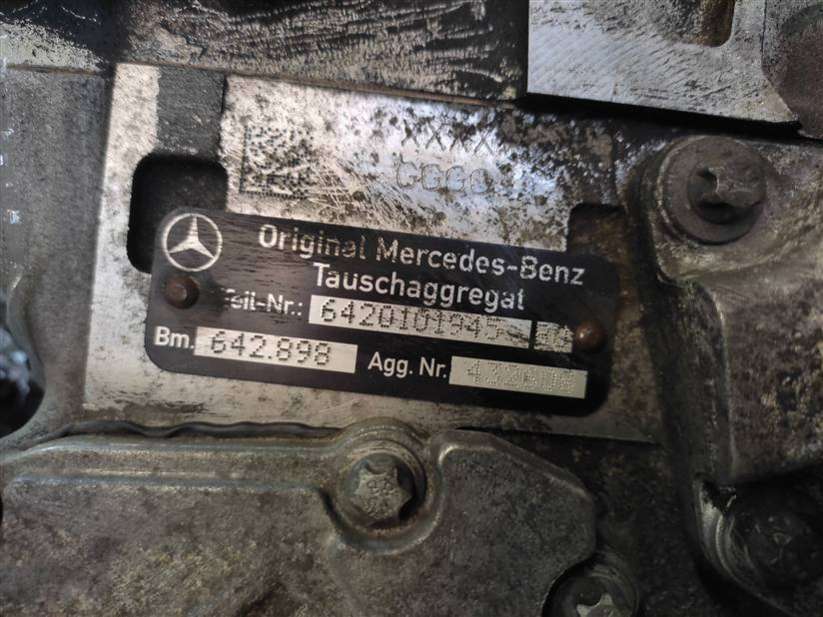 Original Mercedes-Benz
Tauschaggregat
Teil-Nr.: 6420101945
Bm. 642.898 Agg. Nr.